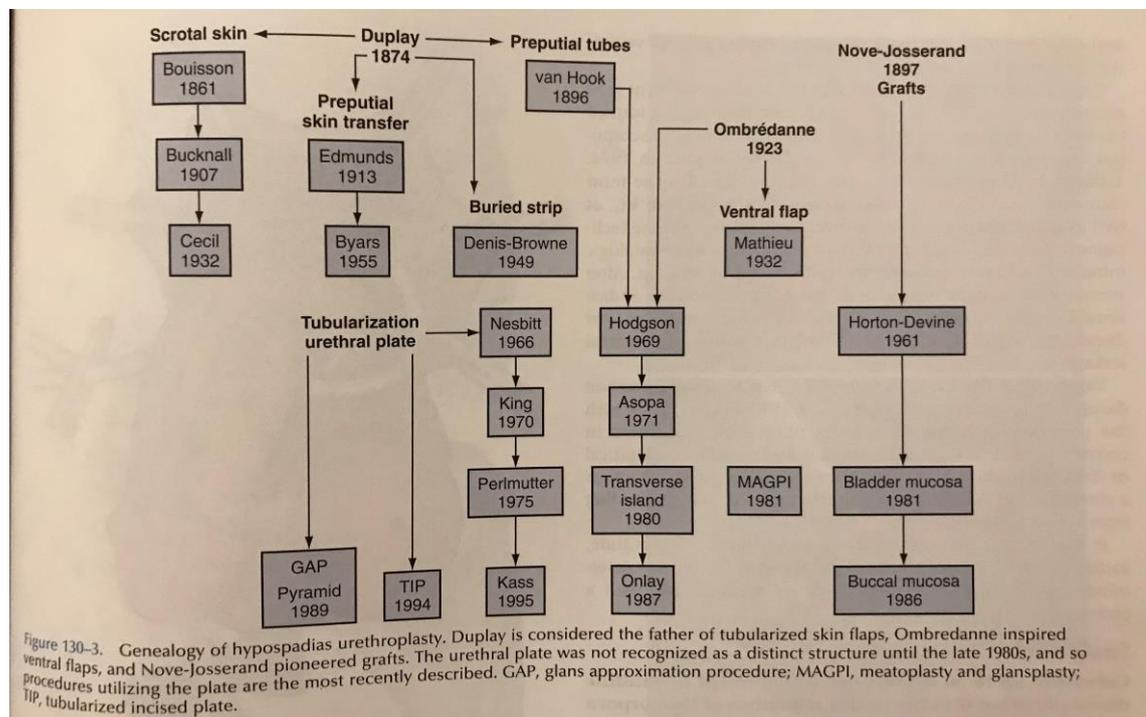 Scrotal skin
Duplay
1874
Preputial tubes
Nove-Josserand
1897
Grafts
Bouisson
1861
van Hook
1896
Preputial
skin transfer
Ombrédanne
1923
Bucknall
1907
Edmunds
1913
Buried strip
Ventral flap
Cecil
1932
Byars
1955
Denis-Browne
1949
Mathieu
1932
Tubularization
urethral plate
Nesbitt
1966
Hodgson
1969
Horton-Devine
1961
King
1970
Asopa
1971
Perlmutter
1975
Transverse
island
1980
MAGPI
1981
Bladder mucosa
1981
GAP
Pyramid
1989
TIP
1994
Kass
1995
Onlay
1987
Buccal mucosa
1986
Figure 130–3. Genealogy of hypospadias urethroplasty. Duplay is considered the father of tubularized skin flaps, Ombredanne inspired
ventral flaps, and Nove-Josserand pioneered grafts. The urethral plate was not recognized as a distinct structure until the late 1980s, and so
procedures utilizing the plate are the most recently described. GAP, glans approximation procedure; MAGPI, meatoplasty and glansplasty;
TIP, tubularized incised plate.